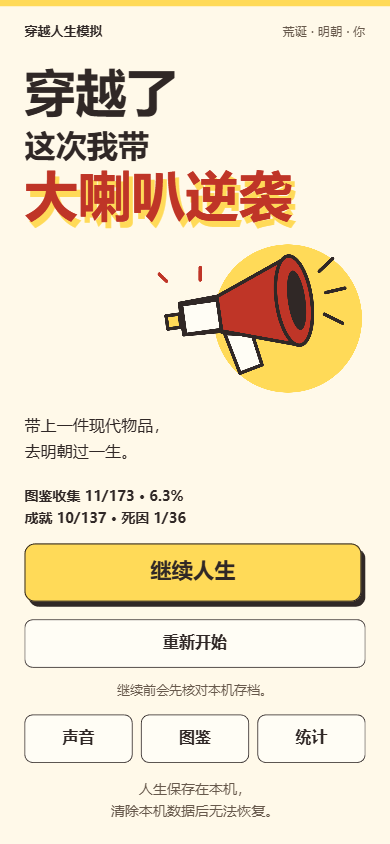 穿越人生模拟
荒诞 · 明朝 · 你
穿越了
这次我带
大喇叭逆袭
带上一件现代物品，
去明朝过一生。
图鉴收集 11/173 • 6.3%
成就 10/137 • 死因 1/36
继续人生
重新开始
继续前会先核对本机存档。
声音
图鉴
统计
人生保存在本机，
清除本机数据后无法恢复。